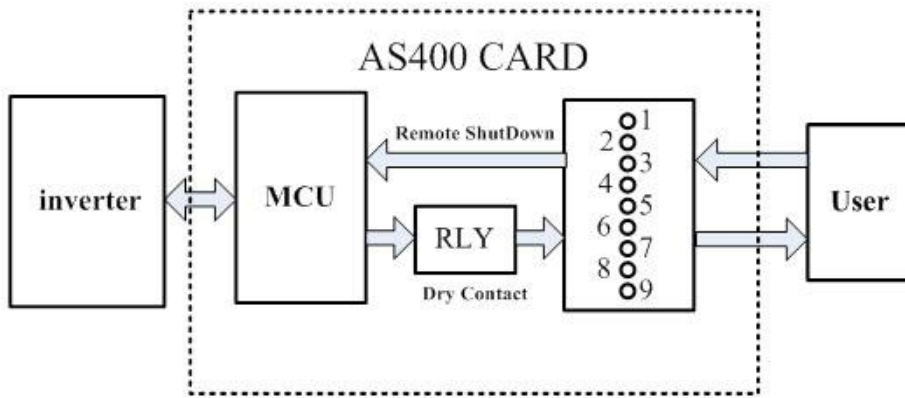 AS400 CARD
inverter
MCU
Remote ShutDown
RLY
Dry Contact
1
2
3
4
5
6
7
8
9
User